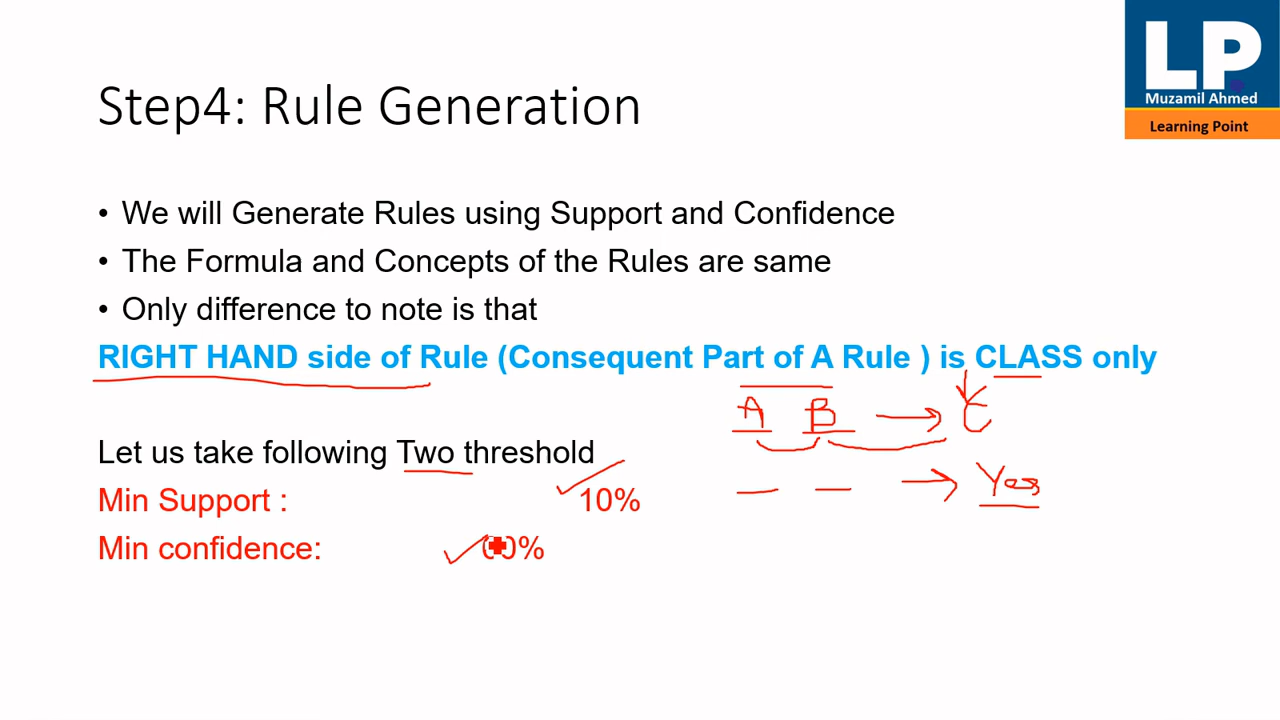 LP
Muzamil Ahmed
Learning Point
Step4: Rule Generation
• We will Generate Rules using Support and Confidence
• The Formula and Concepts of the Rules are same
• Only difference to note is that
RIGHT HAND side of Rule (Consequent Part of A Rule ) is CLASS only
A B → C
Let us take following Two threshold
Min Support : 10%
→ Yes
Min confidence: